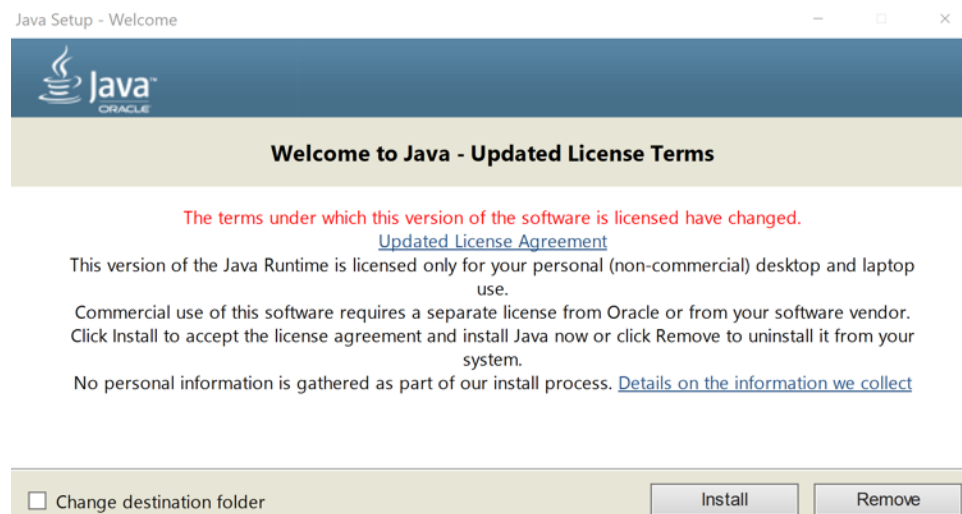 Java Setup - Welcome
Java™
ORACLE
Welcome to Java - Updated License Terms
The terms under which this version of the software is licensed have changed.
Updated License Agreement
This version of the Java Runtime is licensed only for your personal (non-commercial) desktop and laptop
use.
Commercial use of this software requires a separate license from Oracle or from your software vendor.
Click Install to accept the license agreement and install Java now or click Remove to uninstall it from your
system.
No personal information is gathered as part of our install process. Details on the information we collect
Change destination folder
Install
Remove